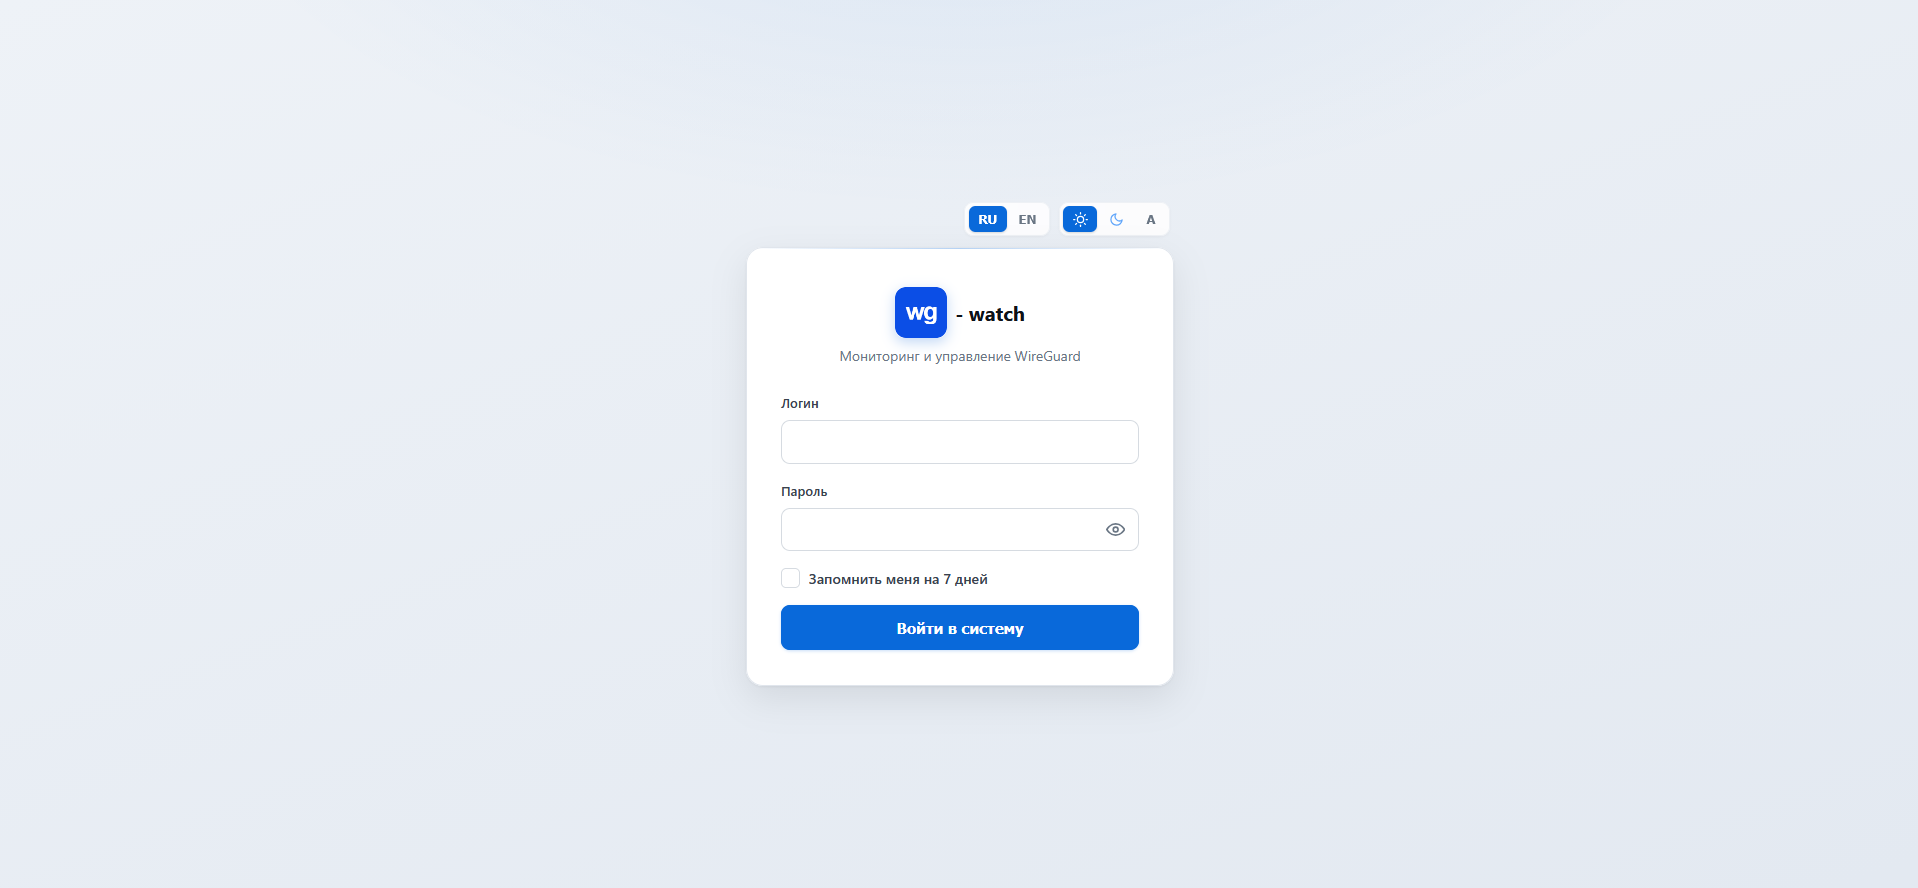 RU EN A
wg - watch
Мониторинг и управление WireGuard
Логин
Пароль
Запомнить меня на 7 дней
Войти в систему